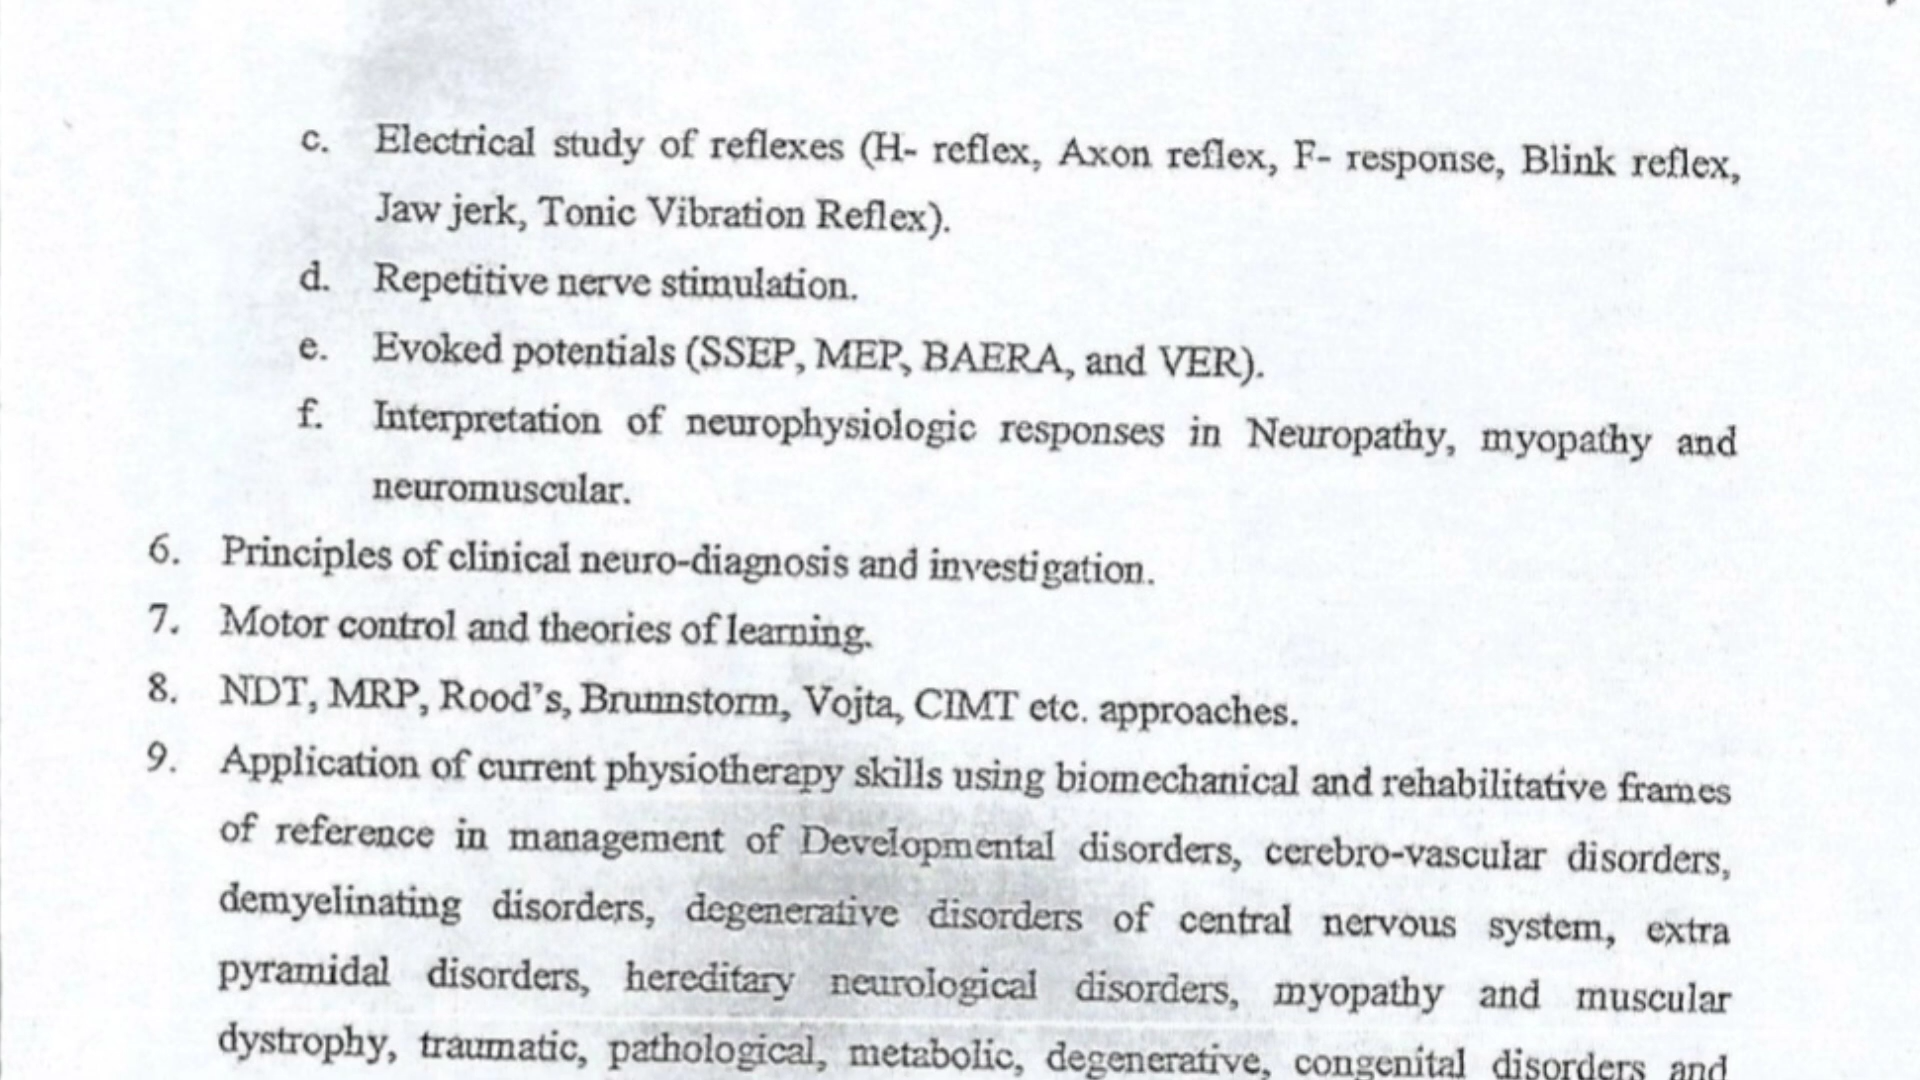 c. Electrical study of reflexes (H- reflex, Axon reflex, F- response, Blink reflex,
Jaw jerk, Tonic Vibration Reflex).
d. Repetitive nerve stimulation.
e. Evoked potentials (SSEP, MEP, BAERA, and VER).
f. Interpretation of neurophysiologic responses in Neuropathy, myopathy and
neuromuscular.
6. Principles of clinical neuro-diagnosis and investigation.
7. Motor control and theories of learning.
8. NDT, MRP, Rood's, Brunnstorm, Vojta, CIMT etc. approaches.
9. Application of current physiotherapy skills using biomechanical and rehabilitative frames
of reference in management of Developmental disorders, cerebro-vascular disorders,
demyelinating disorders, degenerative disorders of central nervous system, extra
pyramidal disorders, hereditary neurological disorders, myopathy and muscular
dystrophy, traumatic, pathological, metabolic, degenerative, congenital disorders and